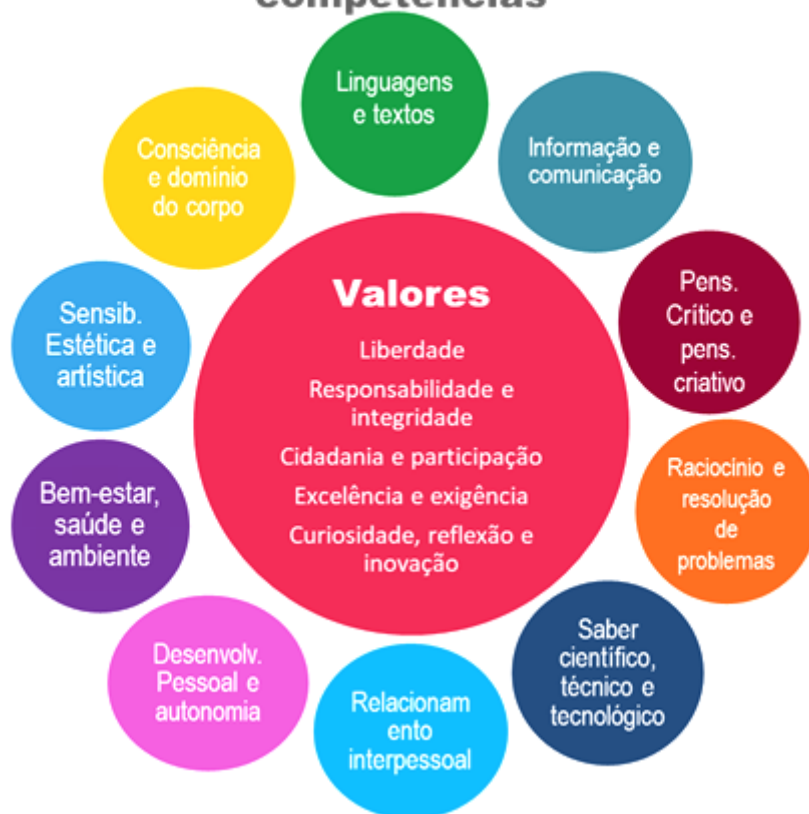 competências
Linguagens
e textos
Informação e
comunicação
Pens.
Crítico e
pens.
criativo
Raciocínio e
resolução
de
problemas
Saber
científico,
técnico e
tecnológico
Relacionam
ento
interpessoal
Desenvolv.
Pessoal e
autonomia
Bem-estar,
saúde e
ambiente
Sensib.
Estética e
artística
Consciência
e domínio
do corpo
Valores
Liberdade
Responsabilidade e
integridade
Cidadania e participação
Excelência e exigência
Curiosidade, reflexão e
inovação